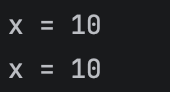 x = 10
x = 10